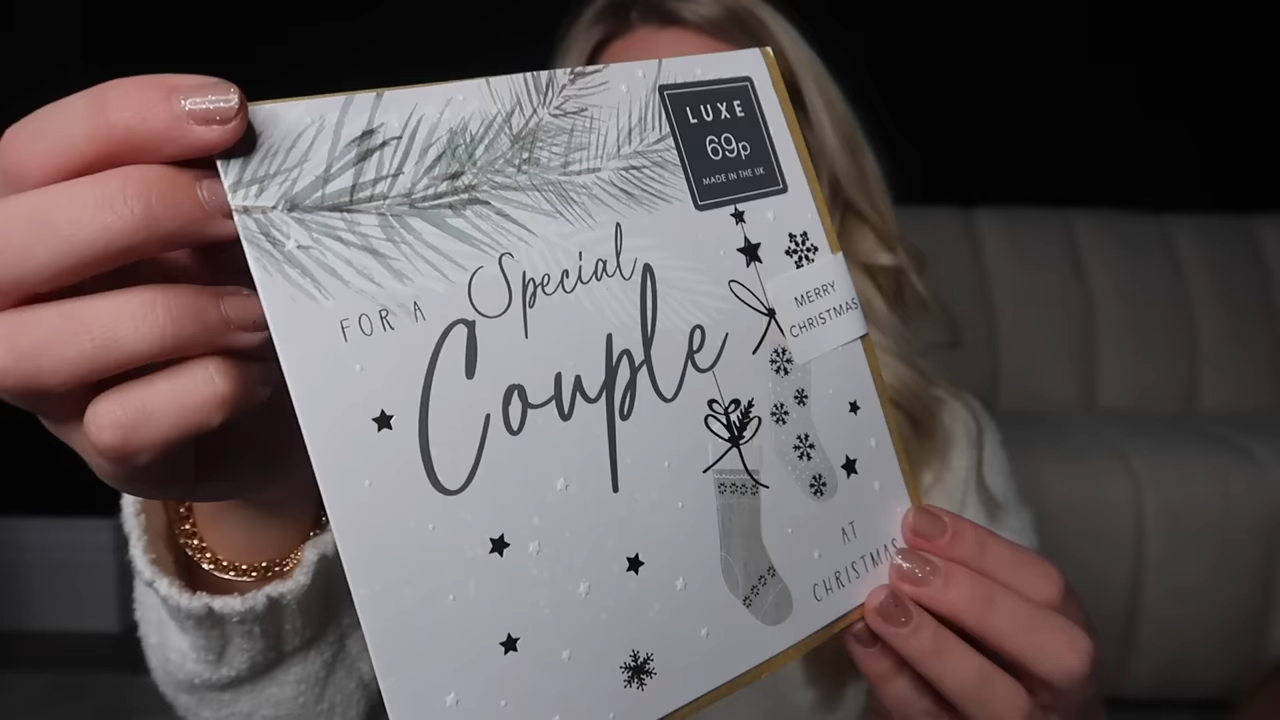 LUXE
69p
MADE IN THE UK
FOR A Special
Couple
MERRY
CHRISTMAS
AT
CHRISTMAS